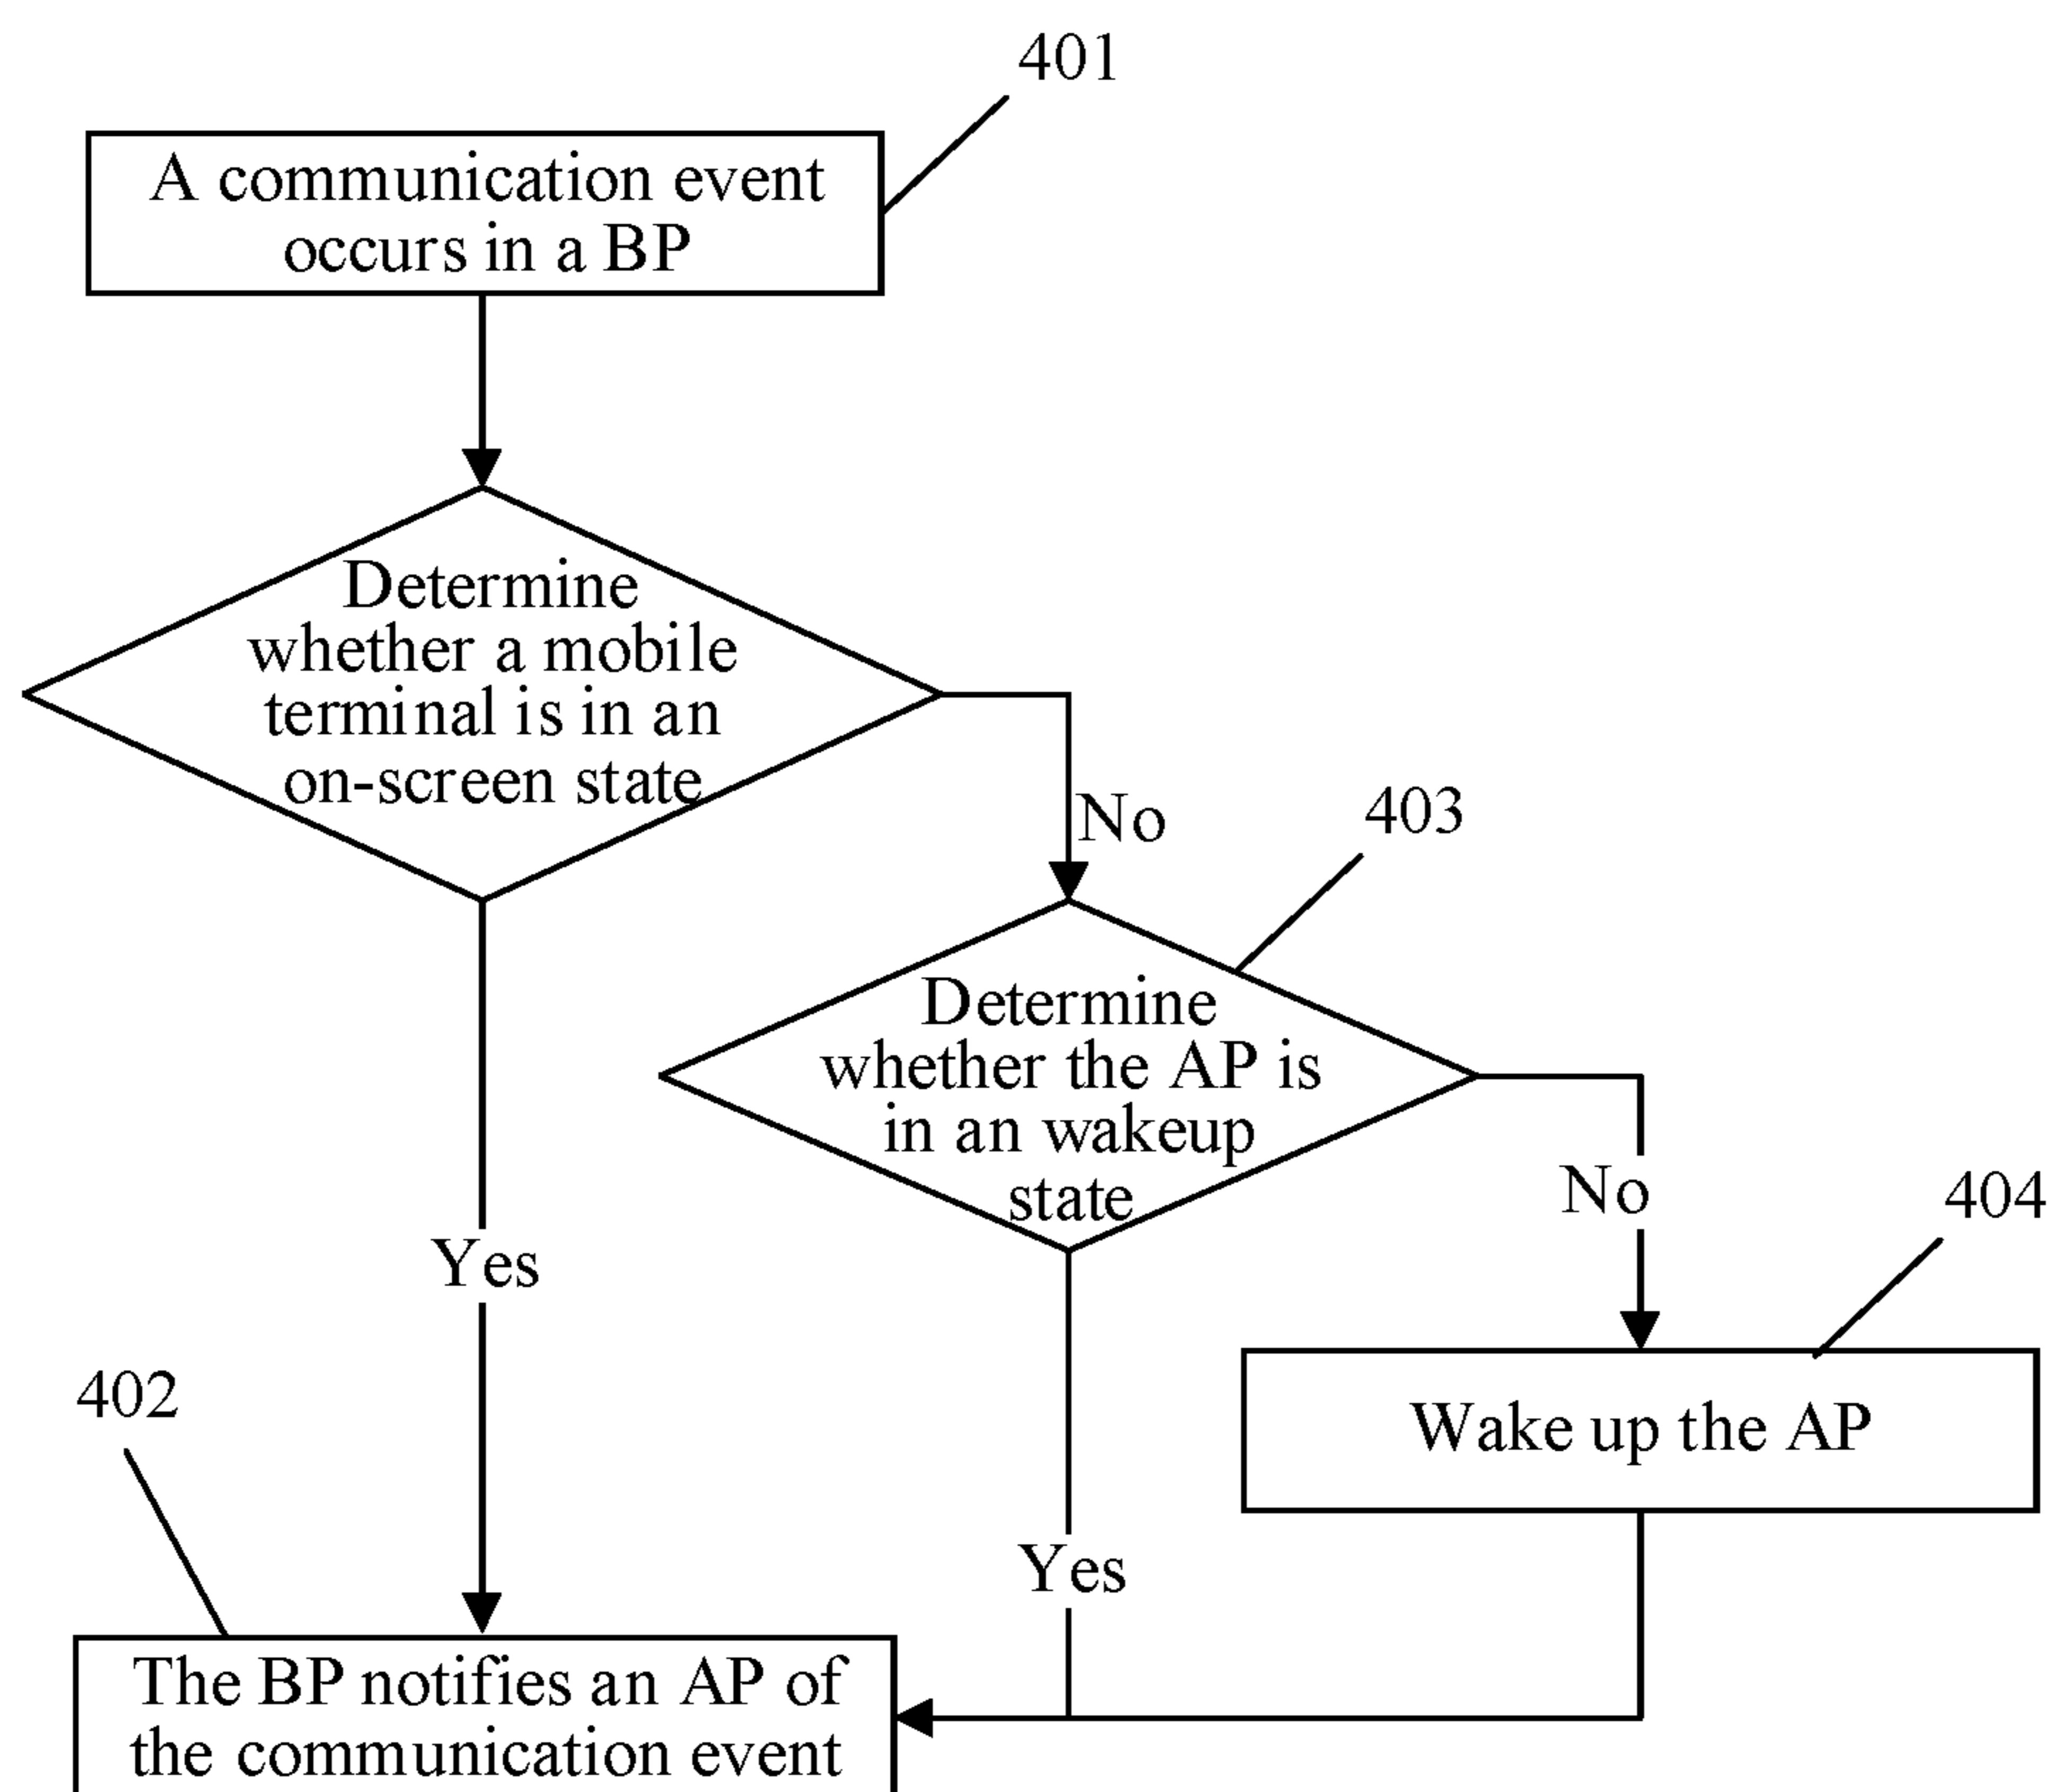 401
A communication event
occurs in a BP
Determine
whether a mobile
terminal is in an
on-screen state
No
403
Determine
whether the AP is
in an wakeup
state
No
404
Yes
402
Wake up the AP
Yes
The BP notifies an AP of
the communication event